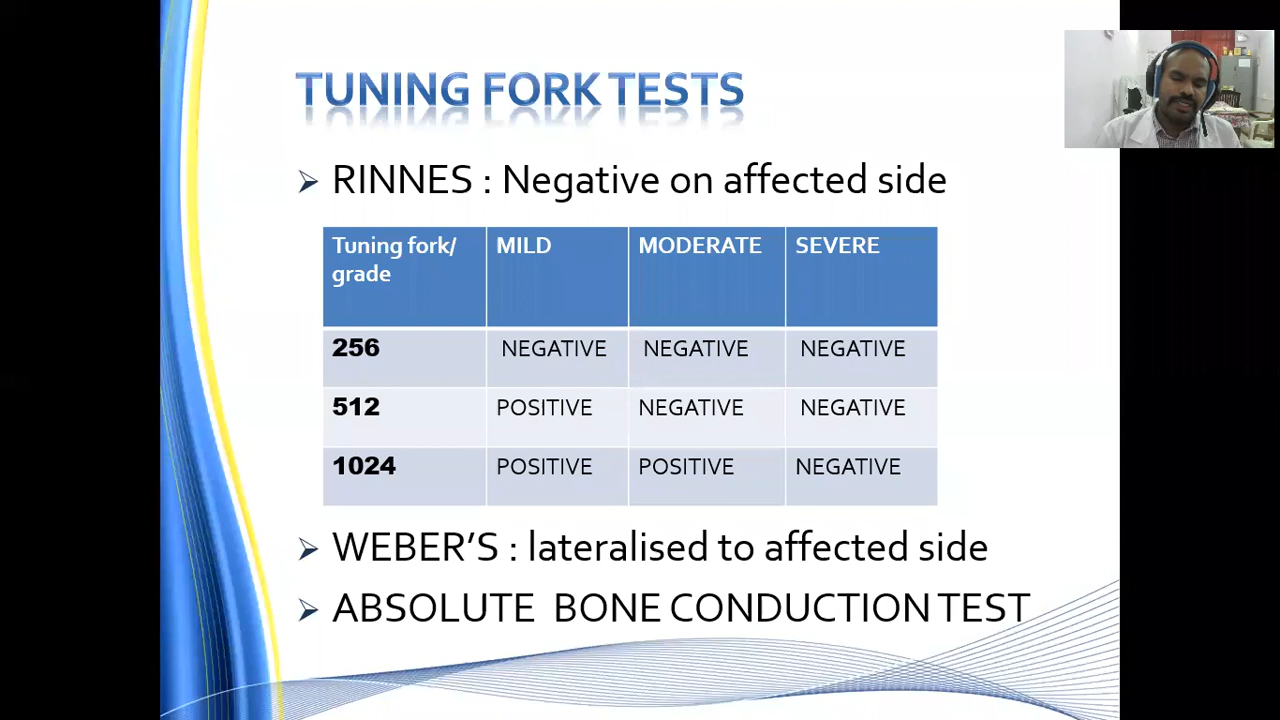 TUNING FORK TESTS
RINNES : Negative on affected side
Tuning fork/ grade MILD MODERATE SEVERE
256 NEGATIVE NEGATIVE NEGATIVE
512 POSITIVE NEGATIVE NEGATIVE
1024 POSITIVE POSITIVE NEGATIVE
WEBER’S : lateralised to affected side
ABSOLUTE BONE CONDUCTION TEST